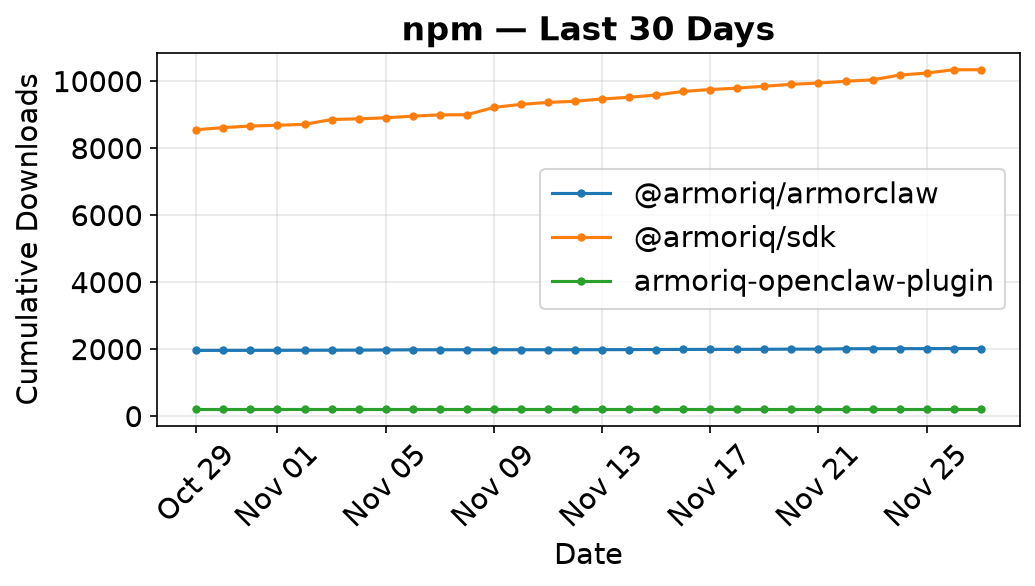 npm — Last 30 Days
Cumulative Downloads
10000
8000
6000
4000
2000
0
@armoriq/armorclaw
@armoriq/sdk
armoriq-openclaw-plugin
Oct 29
Nov 01
Nov 05
Nov 09
Nov 13
Nov 17
Nov 21
Nov 25
Date